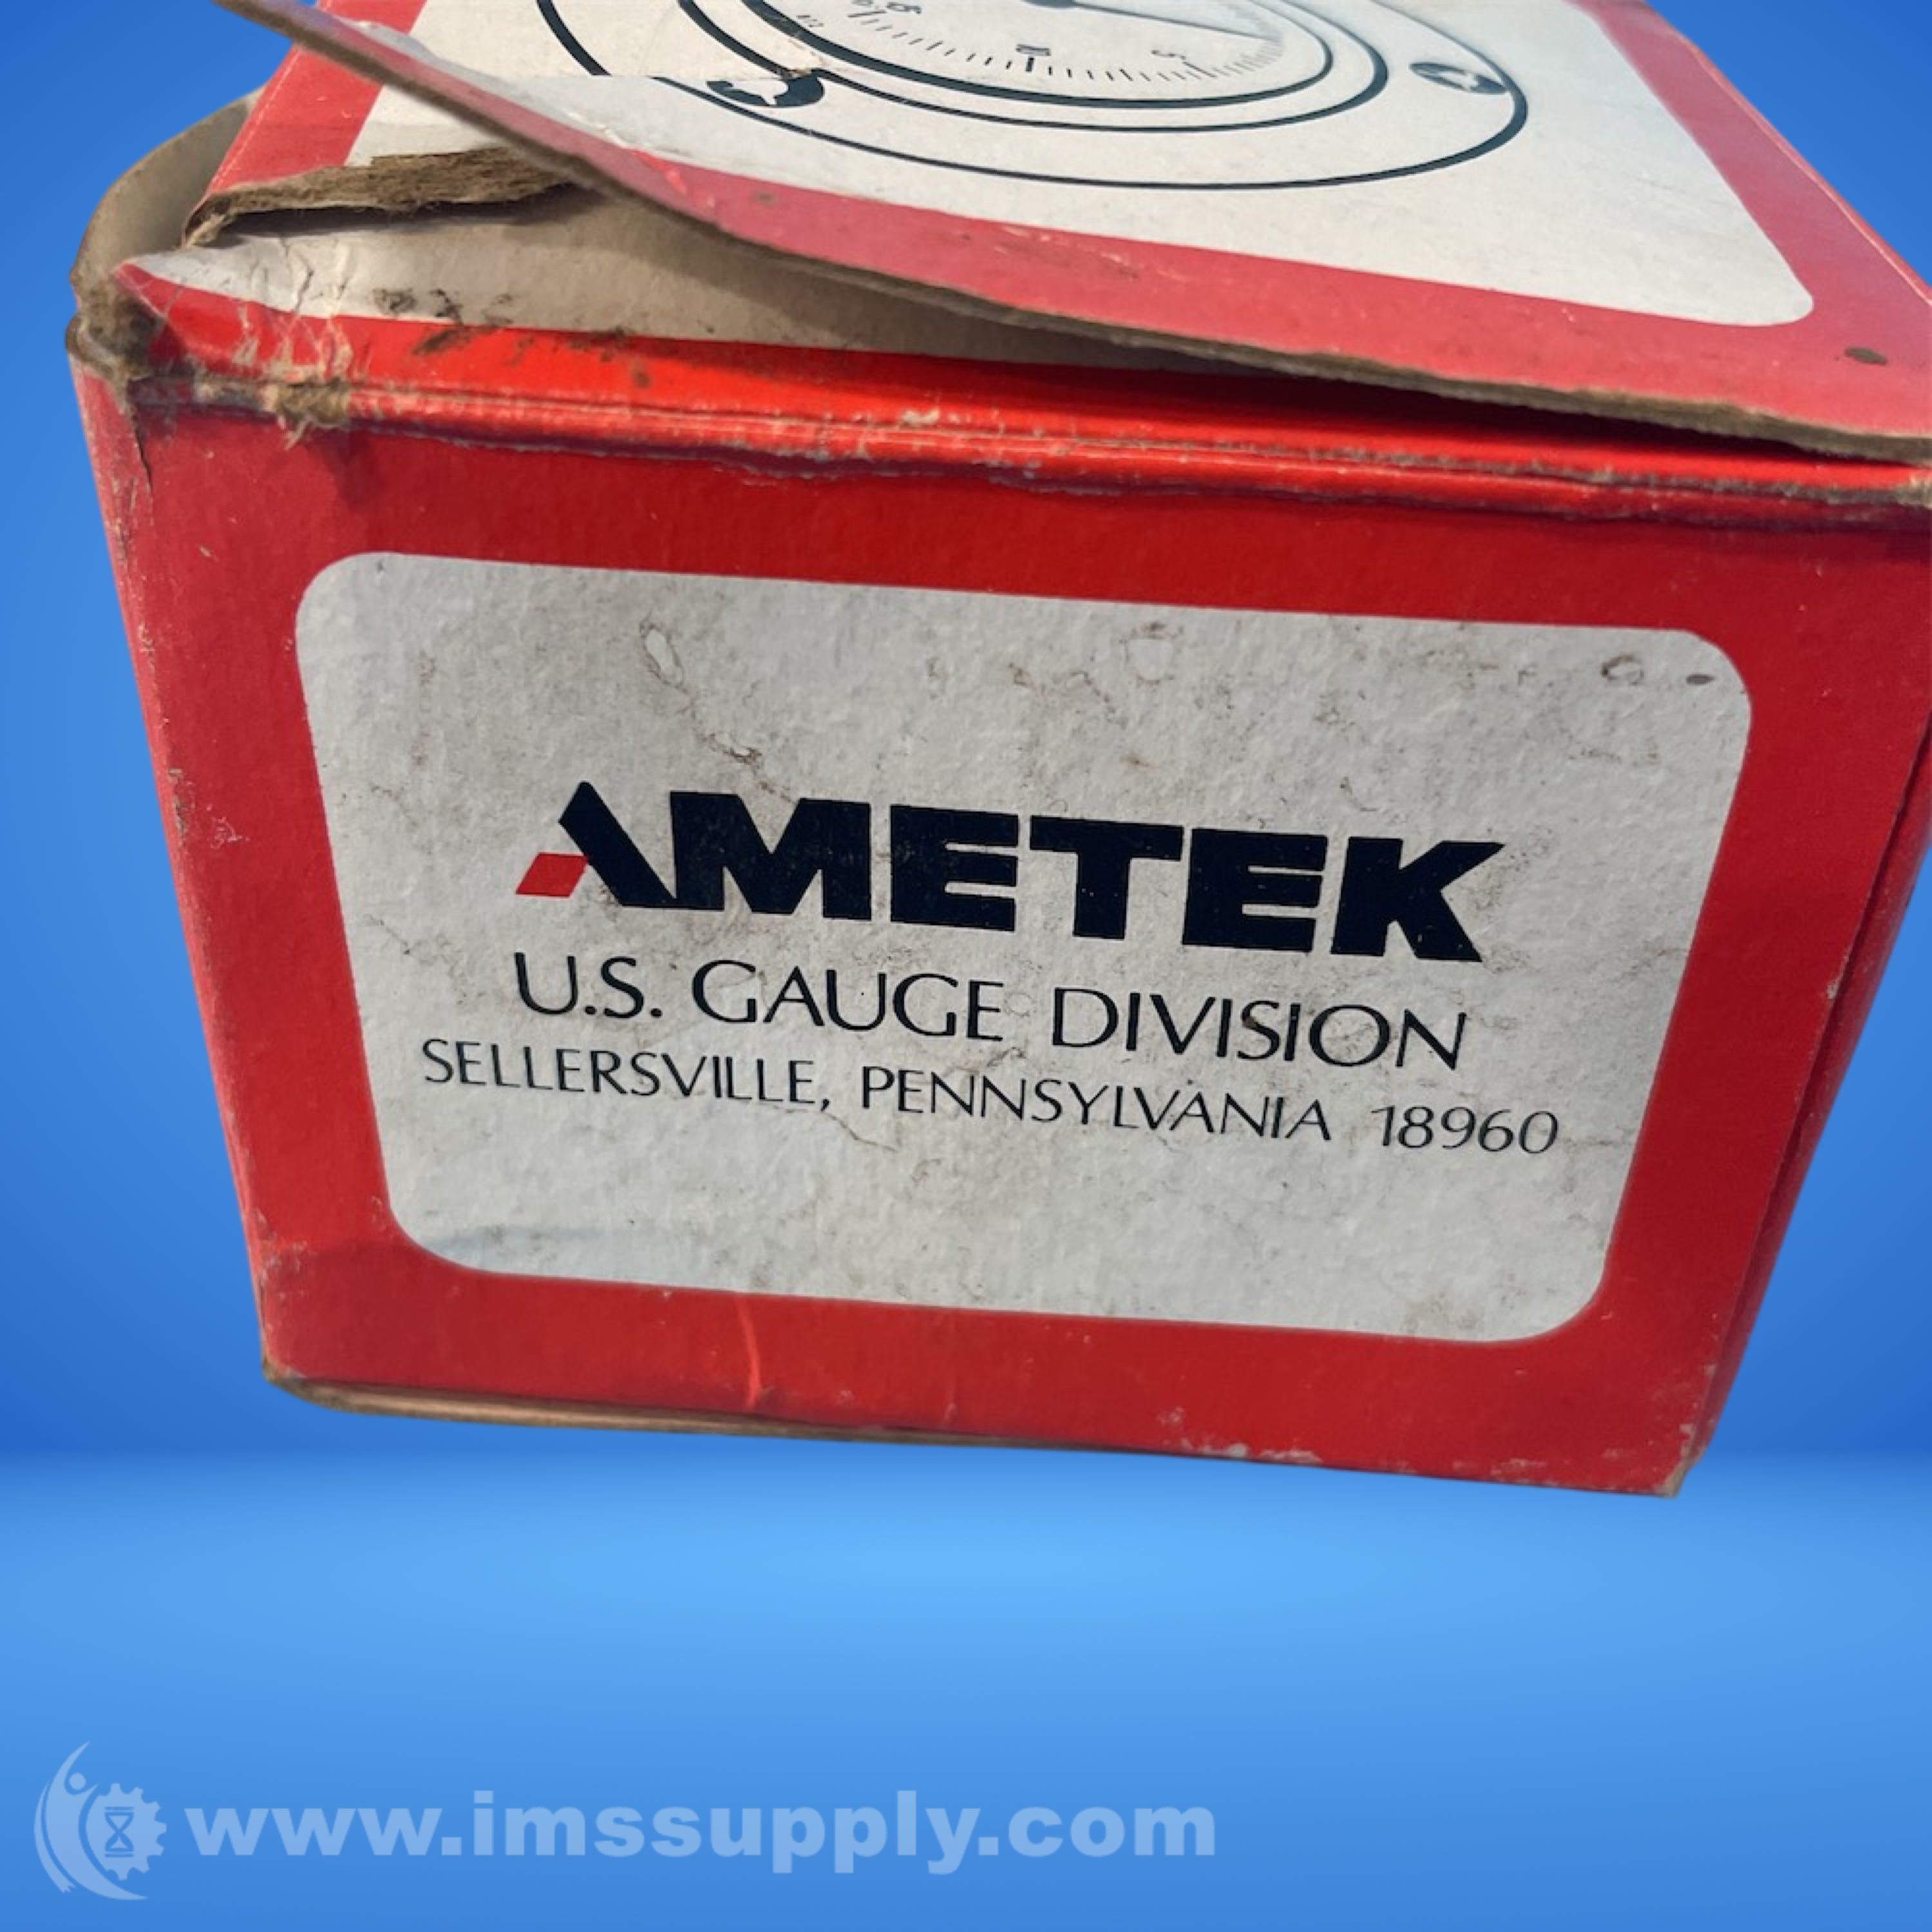 AMETEK
U.S. GAUGE DIVISION
SELLERSVILLE, PENNSYLVANIA 18960
www.imssupply.com